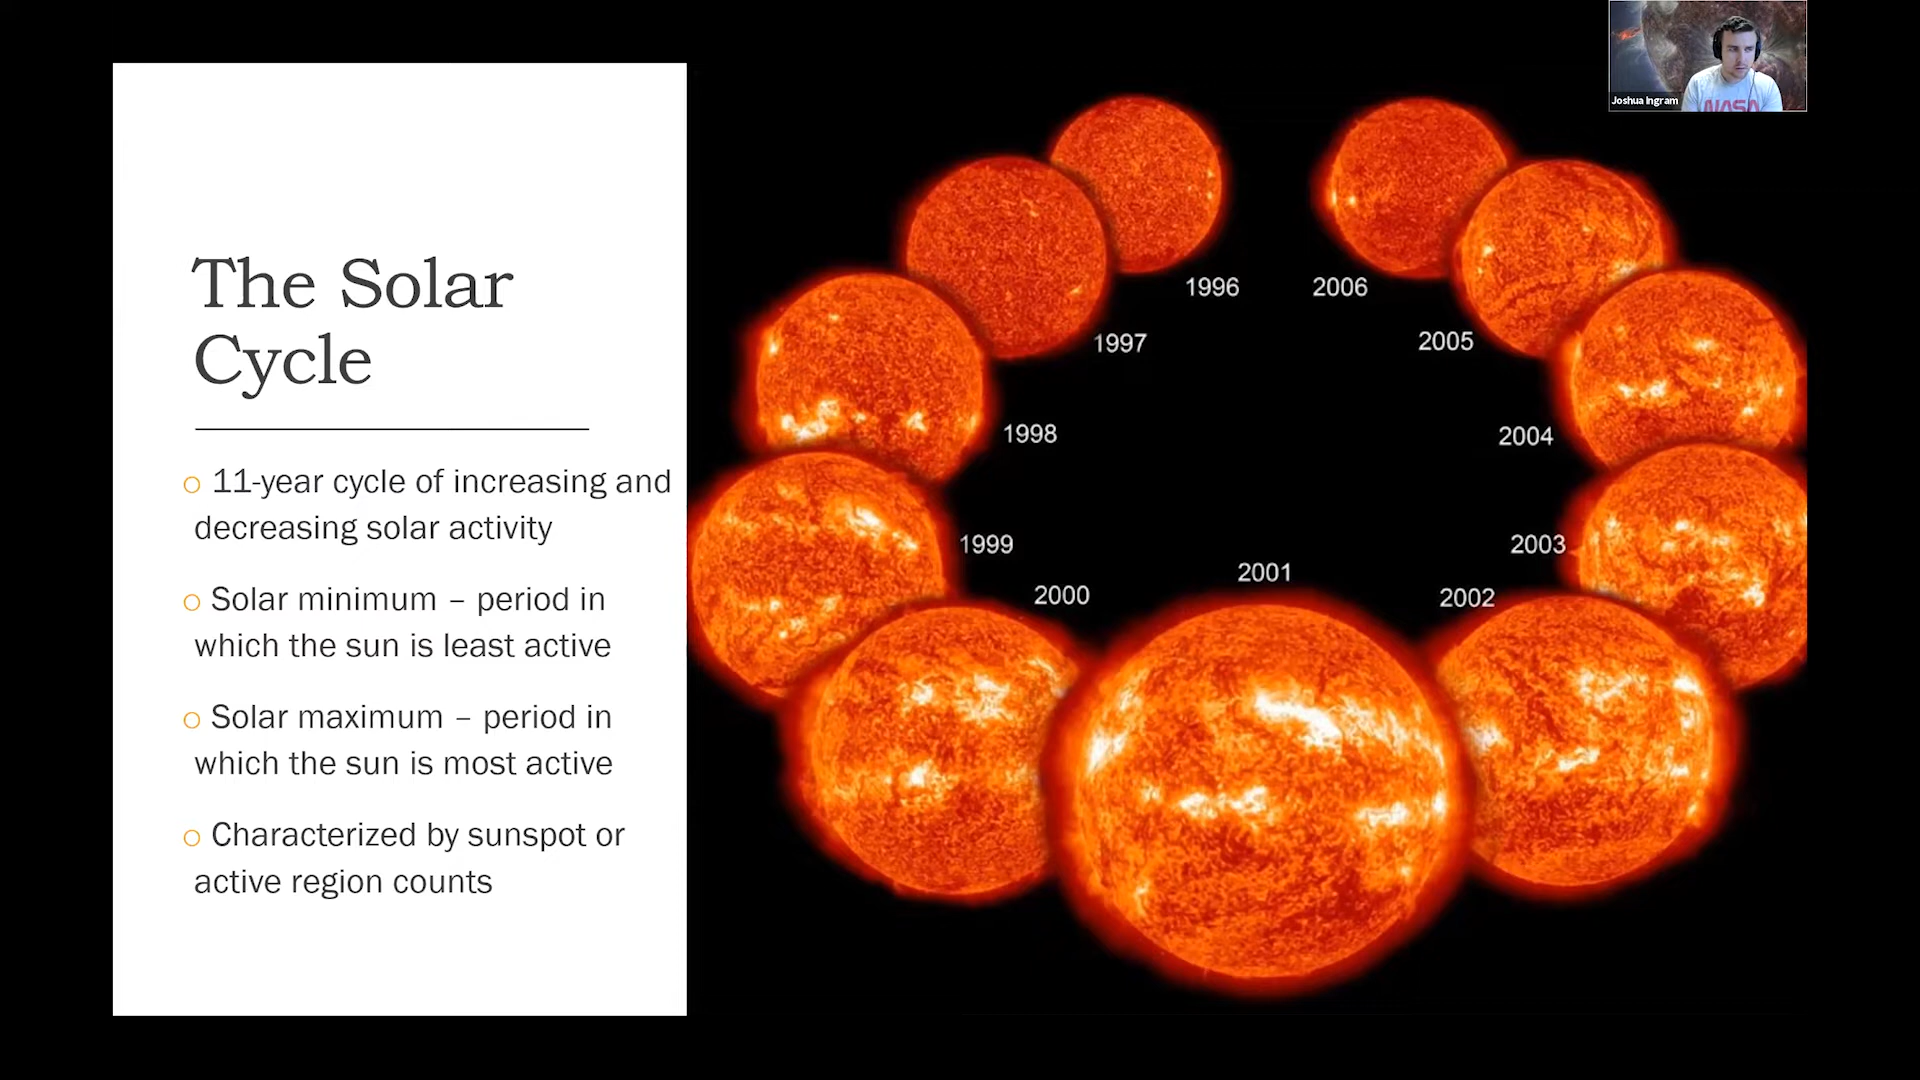 The Solar
Cycle
11-year cycle of increasing and
decreasing solar activity
Solar minimum – period in
which the sun is least active
Solar maximum – period in
which the sun is most active
Characterized by sunspot or
active region counts
1996
2006
1997
2005
1998
2004
1999
2003
2000
2001
2002
Joshua Ingram
NASA